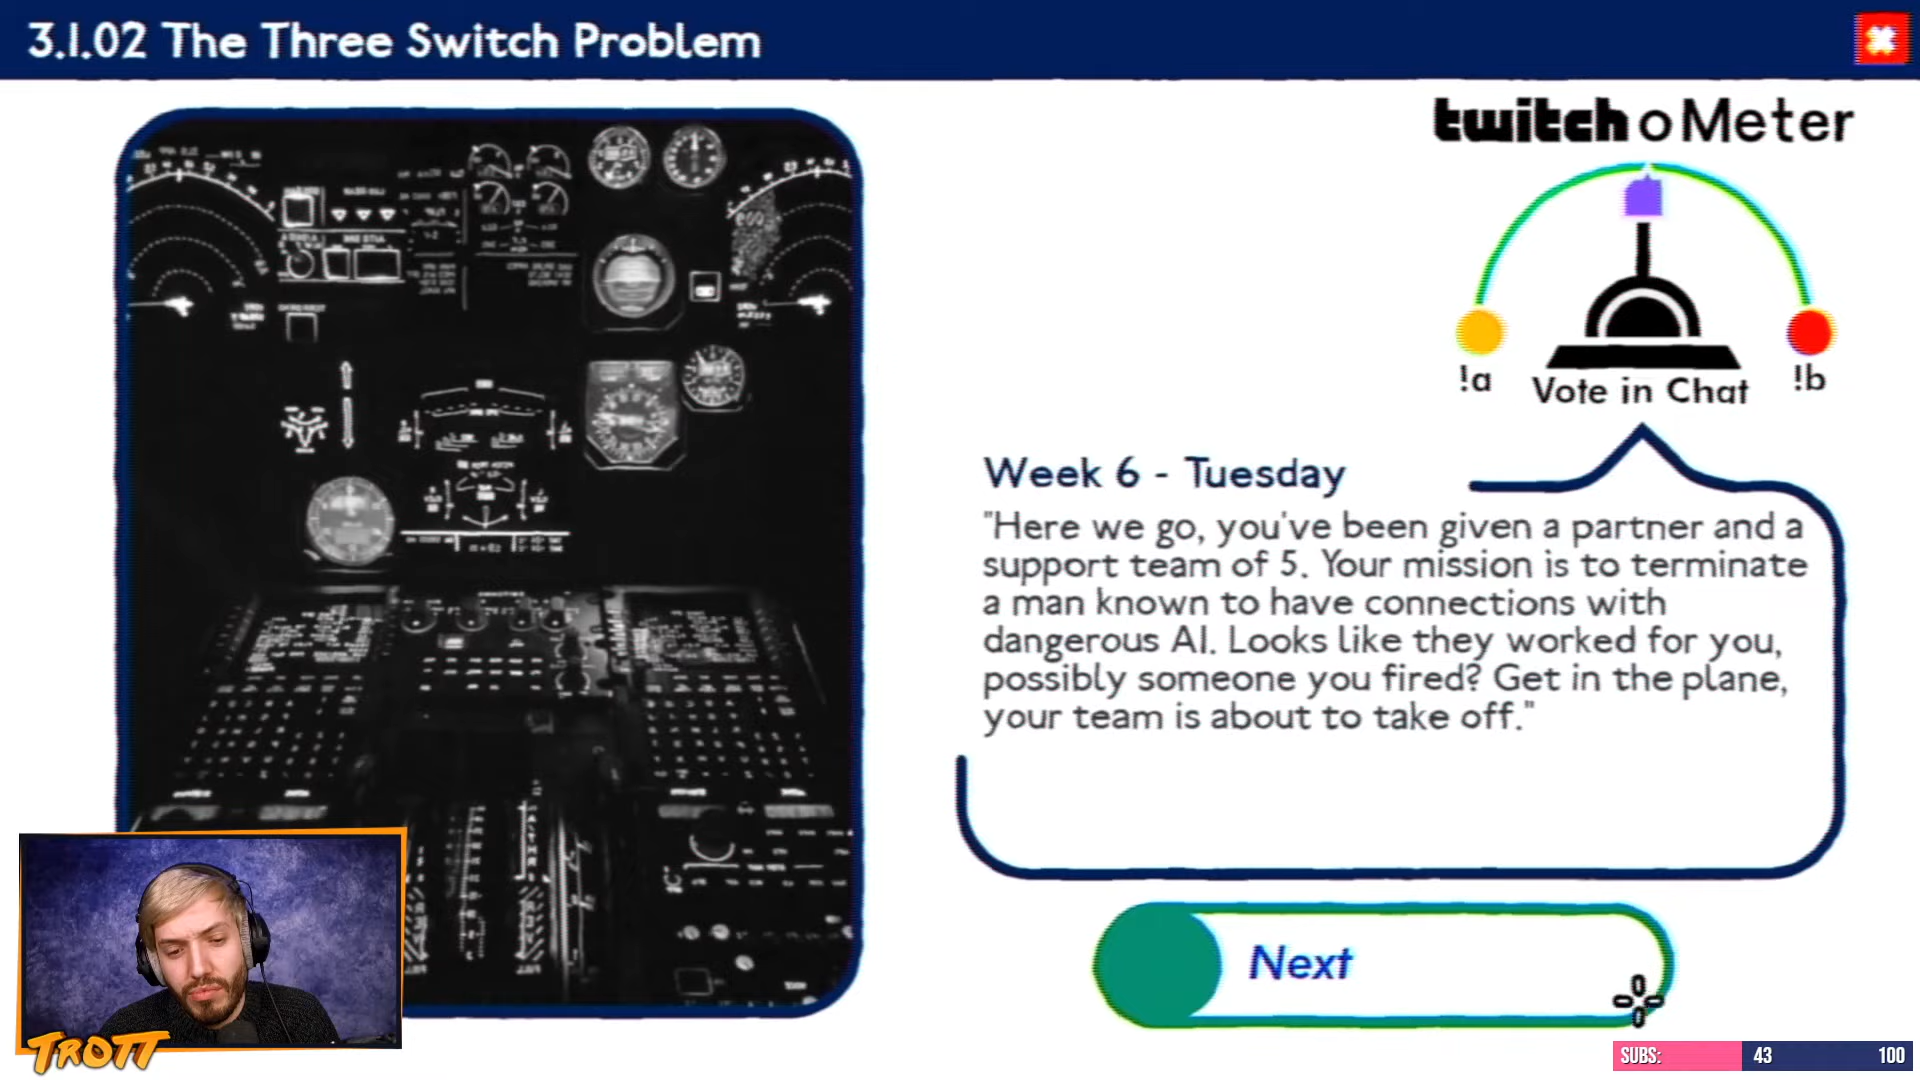 3.1.02 The Three Switch Problem
twitch o Meter
!a
Vote in Chat
!b
Week 6 - Tuesday
"Here we go, you've been given a partner and a
support team of 5. Your mission is to terminate
a man known to have connections with
dangerous AI. Looks like they worked for you,
possibly someone you fired? Get in the plane,
your team is about to take off."
Next
TROTT
SUBS:
43
100